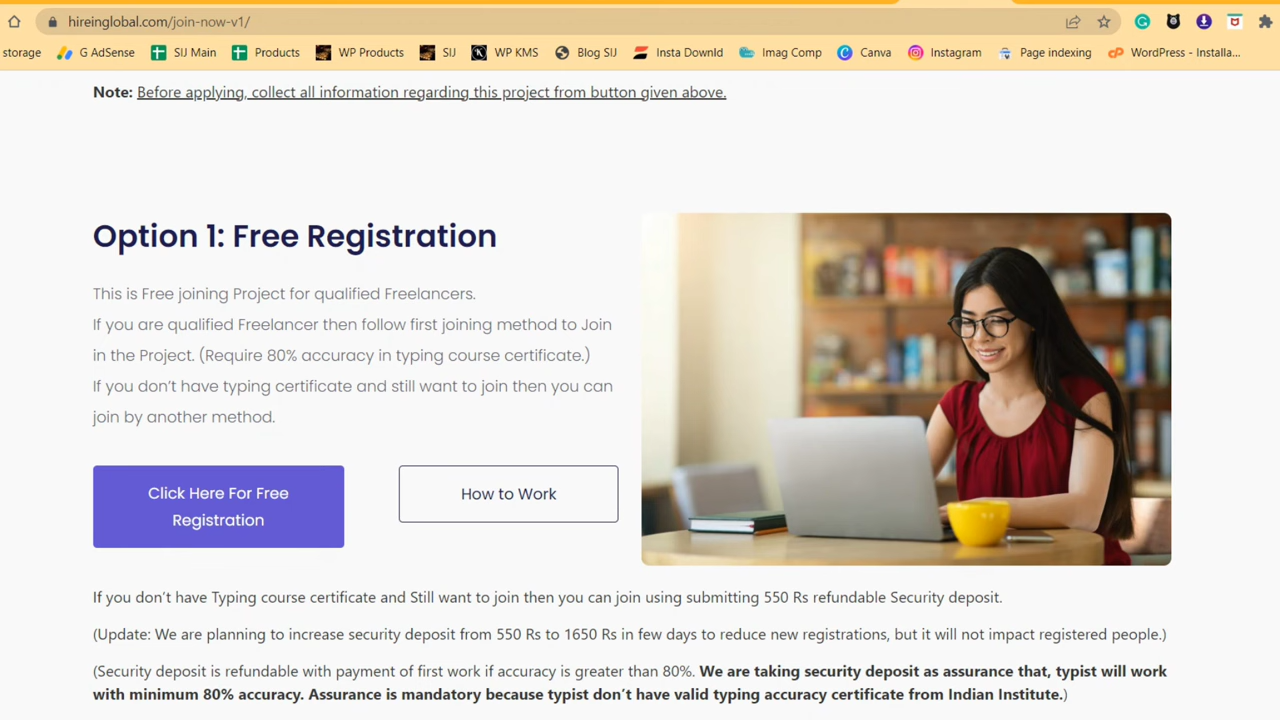 hireinglobal.com/join-now-v1/
storage G AdSense SIJ Main Products WP Products SIJ WP KMS Blog SIJ Insta Downld Imag Comp Canva Instagram Page indexing WordPress - Installa...
Note: Before applying, collect all information regarding this project from button given above.
Option 1: Free Registration
This is Free joining Project for qualified Freelancers.
If you are qualified Freelancer then follow first joining method to Join
in the Project. (Require 80% accuracy in typing course certificate.)
If you don’t have typing certificate and still want to join then you can
join by another method.
Click Here For Free
Registration
How to Work
If you don’t have Typing course certificate and Still want to join then you can join using submitting 550 Rs refundable Security deposit.
(Update: We are planning to increase security deposit from 550 Rs to 1650 Rs in few days to reduce new registrations, but it will not impact registered people.)
(Security deposit is refundable with payment of first work if accuracy is greater than 80%. We are taking security deposit as assurance that, typist will work
with minimum 80% accuracy. Assurance is mandatory because typist don’t have valid typing accuracy certificate from Indian Institute.)